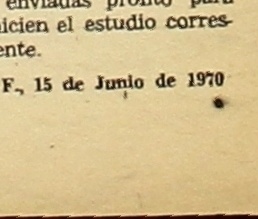 enviadas pronto para
icien el estudio corres-
ente.
F., 15 de Junio de 1970